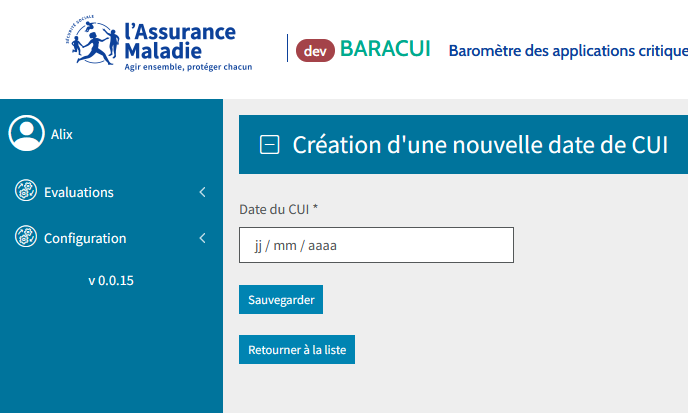 SÉCURITÉ SOCIALE
l'Assurance
Maladie
Agir ensemble, protéger chacun
dev BARACUI Baromètre des applications critique
Alix
Création d'une nouvelle date de CUI
Evaluations
Date du CUI *
Configuration
jj / mm / aaaa
v 0.0.15
Sauvegarder
Retourner à la liste